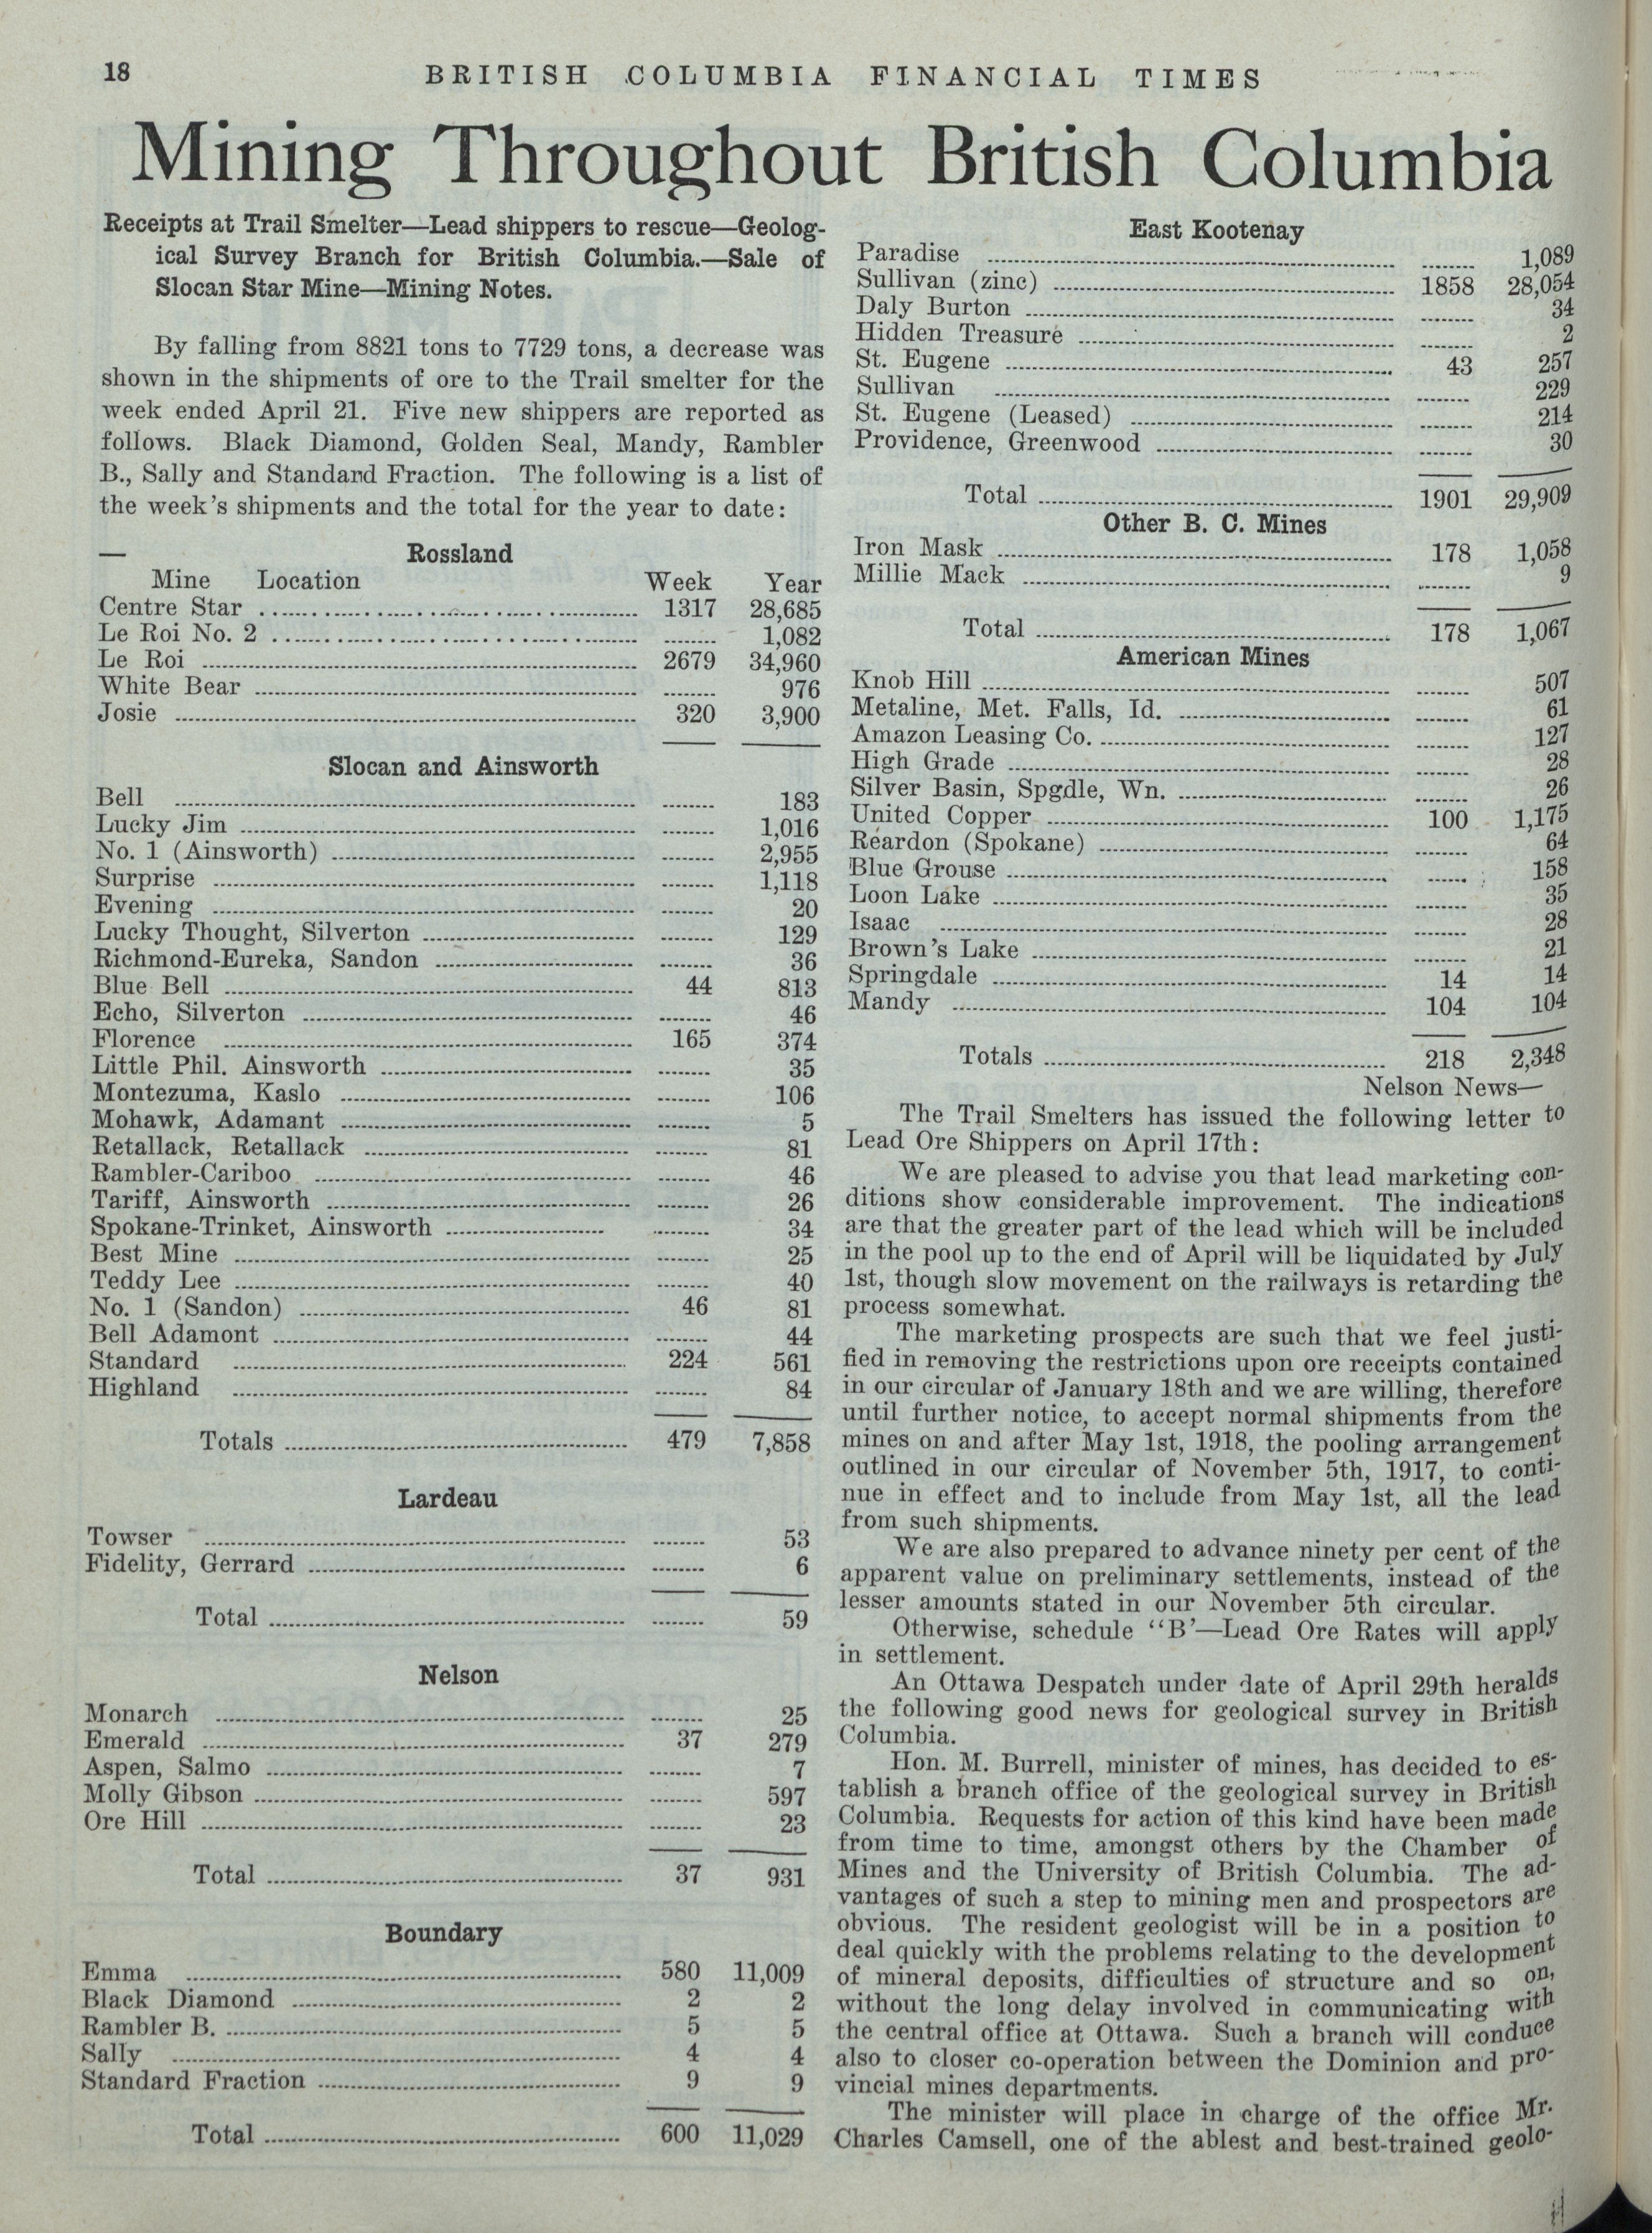 18
BRITISH COLUMBIA FINANCIAL TIMES
Mining Throughout British Columbia
Receipts at Trail Smelter—Lead shippers to rescue—Geolog-
ical Survey Branch for British Columbia.—Sale of
Slocan Star Mine—Mining Notes.
By falling from 8821 tons to 7729 tons, a decrease was
shown in the shipments of ore to the Trail smelter for the
week ended April 21. Five new shippers are reported as
follows. Black Diamond, Golden Seal, Mandy, Rambler
B., Sally and Standard Fraction. The following is a list of
the week's shipments and the total for the year to date:
— Rossland
Mine Location Week Year
Centre Star ........ 1317 28,685
Le Roi No. 2 ........ ........ 1,082
Le Roi ........ 2679 34,960
White Bear ........ ........ 976
Josie ........ 320 3,900
Slocan and Ainsworth
Bell ........ ........ 183
Lucky Jim ........ ........ 1,016
No. 1 (Ainsworth) ........ ........ 2,955
Surprise ........ ........ 1,118
Evening ........ ........ 20
Lucky Thought, Silverton ........ ........ 129
Richmond-Eureka, Sandon ........ ........ 36
Blue Bell ........ 44 813
Echo, Silverton ........ ........ 46
Florence ........ 165 374
Little Phil. Ainsworth ........ ........ 35
Montezuma, Kaslo ........ ........ 106
Mohawk, Adamant ........ ........ 5
Retallack, Retallack ........ ........ 81
Rambler-Cariboo ........ ........ 46
Tariff, Ainsworth ........ ........ 26
Spokane-Trinket, Ainsworth ........ ........ 34
Best Mine ........ ........ 25
Teddy Lee ........ ........ 40
No. 1 (Sandon) ........ 46 81
Bell Adamont ........ ........ 44
Standard ........ 224 561
Highland ........ ........ 84
Totals ........ 479 7,858
Lardeau
Towser ........ ........ 53
Fidelity, Gerrard ........ ........ 6
Total ........ ........ 59
Nelson
Monarch ........ ........ 25
Emerald ........ 37 279
Aspen, Salmo ........ ........ 7
Molly Gibson ........ ........ 597
Ore Hill ........ ........ 23
Total ........ 37 931
Boundary
Emma ........ 580 11,009
Black Diamond ........ 2 2
Rambler B. ........ 5 5
Sally ........ 4 4
Standard Fraction ........ 9 9
Total ........ 600 11,029
East Kootenay
Paradise ........ ........ 1,089
Sullivan (zinc) ........ 1858 28,054
Daly Burton ........ ........ 34
Hidden Treasure ........ ........ 2
St. Eugene ........ 43 257
Sullivan ........ ........ 229
St. Eugene (Leased) ........ ........ 214
Providence, Greenwood ........ ........ 30
Total ........ 1901 29,909
Other B. C. Mines
Iron Mask ........ 178 1,058
Millie Mack ........ ........ 9
Total ........ 178 1,067
American Mines
Knob Hill ........ ........ 507
Metaline, Met. Falls, Id. ........ ........ 61
Amazon Leasing Co. ........ ........ 127
High Grade ........ ........ 28
Silver Basin, Spgdle, Wn. ........ ........ 26
United Copper ........ 100 1,175
Reardon (Spokane) ........ ........ 64
Blue Grouse ........ ........ 158
Loon Lake ........ ........ 35
Isaac ........ ........ 28
Brown's Lake ........ ........ 21
Springdale ........ 14 14
Mandy ........ 104 104
Totals ........ 218 2,348
Nelson News—
The Trail Smelters has issued the following letter to
Lead Ore Shippers on April 17th:
We are pleased to advise you that lead marketing con-
ditions show considerable improvement. The indications
are that the greater part of the lead which will be included
in the pool up to the end of April will be liquidated by July
1st, though slow movement on the railways is retarding the
process somewhat.
The marketing prospects are such that we feel justi-
fied in removing the restrictions upon ore receipts contained
in our circular of January 18th and we are willing, therefore
until further notice, to accept normal shipments from the
mines on and after May 1st, 1918, the pooling arrangement
outlined in our circular of November 5th, 1917, to conti-
nue in effect and to include from May 1st, all the lead
from such shipments.
We are also prepared to advance ninety per cent of the
apparent value on preliminary settlements, instead of the
lesser amounts stated in our November 5th circular.
Otherwise, schedule "B'—Lead Ore Rates will apply
in settlement.
An Ottawa Despatch under date of April 29th heralds
the following good news for geological survey in British
Columbia.
Hon. M. Burrell, minister of mines, has decided to es-
tablish a branch office of the geological survey in British
Columbia. Requests for action of this kind have been made
from time to time, amongst others by the Chamber of
Mines and the University of British Columbia. The ad-
vantages of such a step to mining men and prospectors are
obvious. The resident geologist will be in a position to
deal quickly with the problems relating to the development
of mineral deposits, difficulties of structure and so on,
without the long delay involved in communicating with
the central office at Ottawa. Such a branch will conduce
also to closer co-operation between the Dominion and pro-
vincial mines departments.
The minister will place in charge of the office Mr.
Charles Camsell, one of the ablest and best-trained geolo-